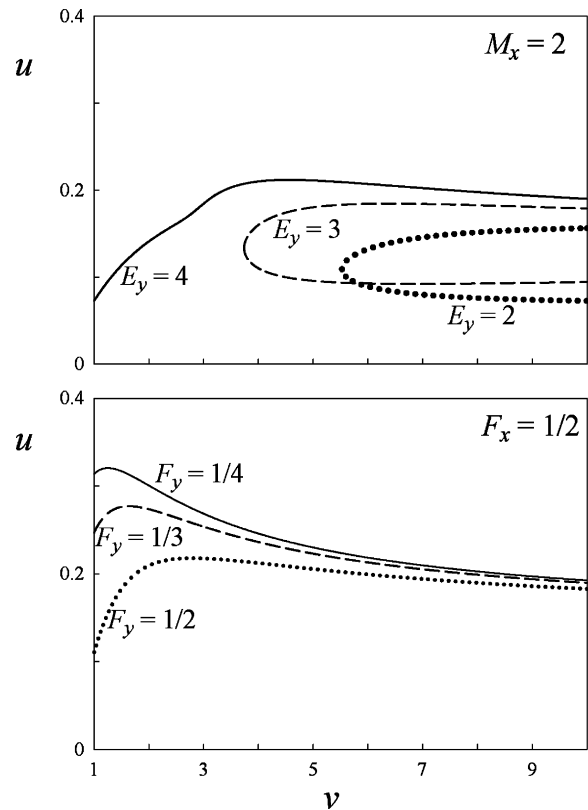 0.4
M_x = 2
u
0.2
E_y = 3
E_y = 4
E_y = 2
0
0.4
F_x = 1/2
u
F_y = 1/4
F_y = 1/3
0.2
F_y = 1/2
0
1 3 5 7 9
v